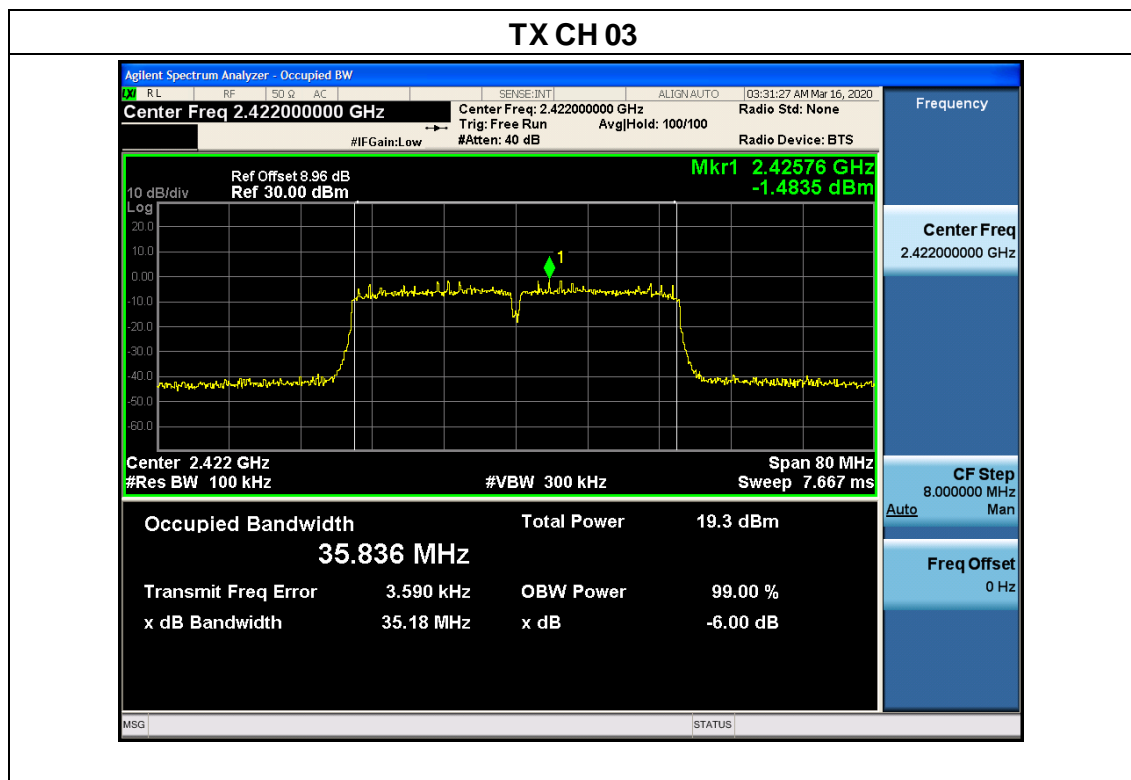 TX CH 03
Agilent Spectrum Analyzer - Occupied BW
LXI RL RF 50 Ω AC SENSE:INT ALIGN AUTO 03:31:27 AM Mar 16, 2020
Center Freq 2.422000000 GHz
Center Freq: 2.422000000 GHz
Radio Std: None
Trig: Free Run Avg|Hold: 100/100
#IFGain:Low #Atten: 40 dB
Radio Device: BTS
Frequency
Mkr1 2.42576 GHz
-1.4835 dBm
Ref Offset 8.96 dB
10 dB/div Ref 30.00 dBm
Log
20.0
10.0
0.00
-10.0
-20.0
-30.0
-40.0
-50.0
-60.0
1
Center 2.422 GHz Span 80 MHz
#Res BW 100 kHz #VBW 300 kHz Sweep 7.667 ms
Occupied Bandwidth Total Power 19.3 dBm
35.836 MHz
Transmit Freq Error 3.590 kHz OBW Power 99.00 %
x dB Bandwidth 35.18 MHz x dB -6.00 dB
Center Freq
2.422000000 GHz
CF Step
8.000000 MHz
Auto Man
Freq Offset
0 Hz
MSG STATUS